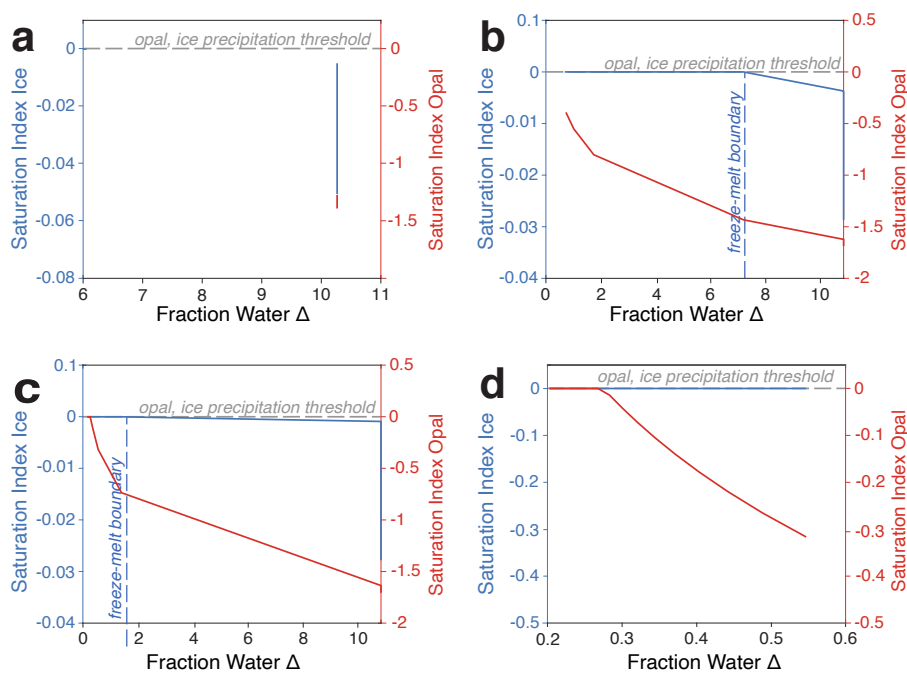 a
opal, ice precipitation threshold
0
-0.02
-0.04
-0.06
-0.08
Saturation Index Ice
0
-0.5
-1
-1.5
Saturation Index Opal
6 7 8 9 10 11
Fraction Water Δ
b
opal, ice precipitation threshold
freeze-melt boundary
0.1
0
-0.01
-0.02
-0.03
-0.04
Saturation Index Ice
0.5
0
-0.5
-1
-1.5
-2
Saturation Index Opal
0 2 4 6 8 10
Fraction Water Δ
c
opal, ice precipitation threshold
freeze-melt boundary
0.1
0
-0.01
-0.02
-0.03
-0.04
Saturation Index Ice
0.5
0
-0.5
-1
-1.5
-2
Saturation Index Opal
0 2 4 6 8 10
Fraction Water Δ
d
opal, ice precipitation threshold
0
-0.1
-0.2
-0.3
-0.4
-0.5
Saturation Index Ice
0
-0.1
-0.2
-0.3
-0.4
-0.5
Saturation Index Opal
0.2 0.3 0.4 0.5 0.6
Fraction Water Δ